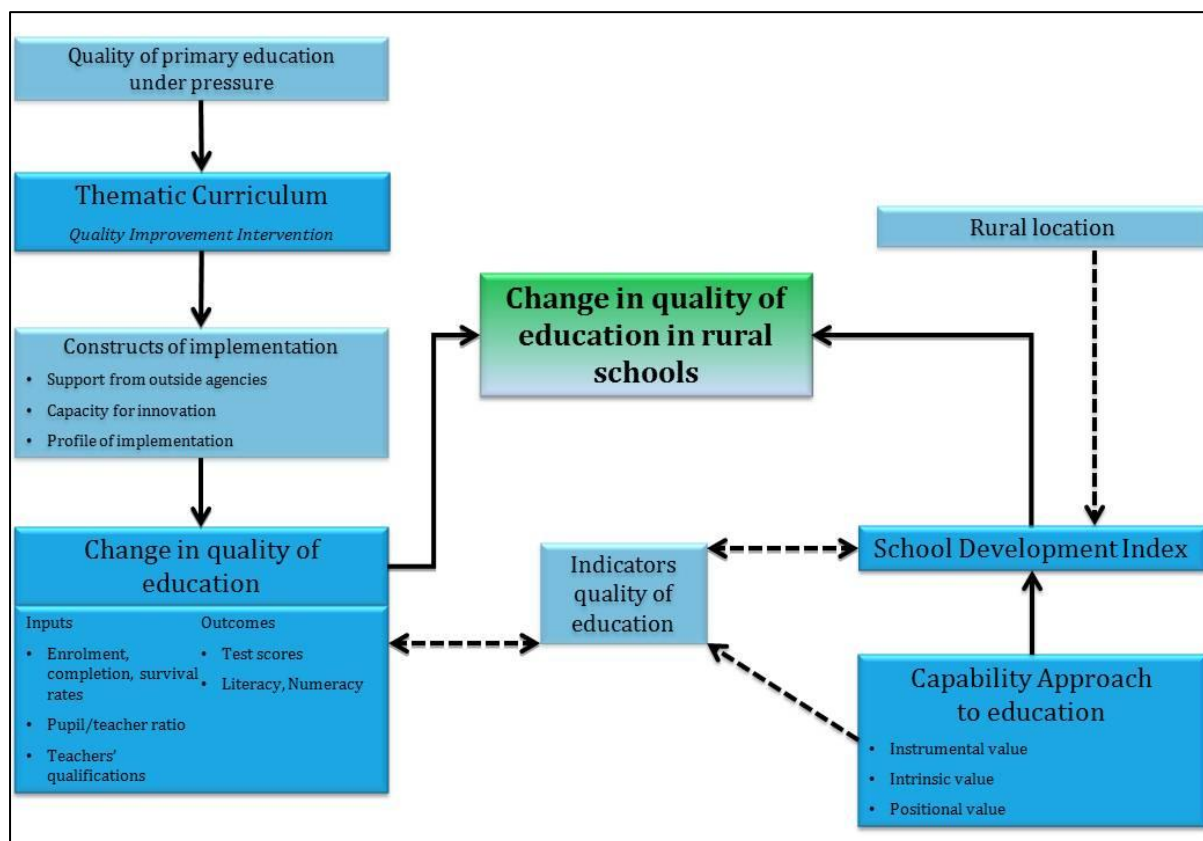 Quality of primary education
under pressure
Thematic Curriculum
Quality Improvement Intervention
Constructs of implementation
• Support from outside agencies
• Capacity for innovation
• Profile of implementation
Change in quality of
education
Inputs
• Enrolment,
completion, survival
rates
• Pupil/teacher ratio
• Teachers'
qualifications
Outcomes
• Test scores
• Literacy, Numeracy
Change in quality of
education in rural
schools
Indicators
quality of
education
Rural location
School Development Index
Capability Approach
to education
• Instrumental value
• Intrinsic value
• Positional value